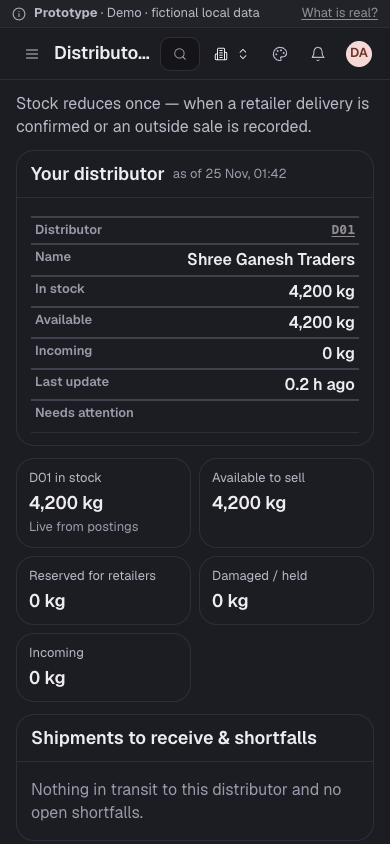 Prototype · Demo · fictional local data What is real?
Distributo... DA
Stock reduces once — when a retailer delivery is
confirmed or an outside sale is recorded.
Your distributor as of 25 Nov, 01:42
Distributor D01
Name Shree Ganesh Traders
In stock 4,200 kg
Available 4,200 kg
Incoming 0 kg
Last update 0.2 h ago
Needs attention
D01 in stock
4,200 kg
Live from postings
Available to sell
4,200 kg
Reserved for retailers
0 kg
Damaged / held
0 kg
Incoming
0 kg
Shipments to receive & shortfalls
Nothing in transit to this distributor and no
open shortfalls.